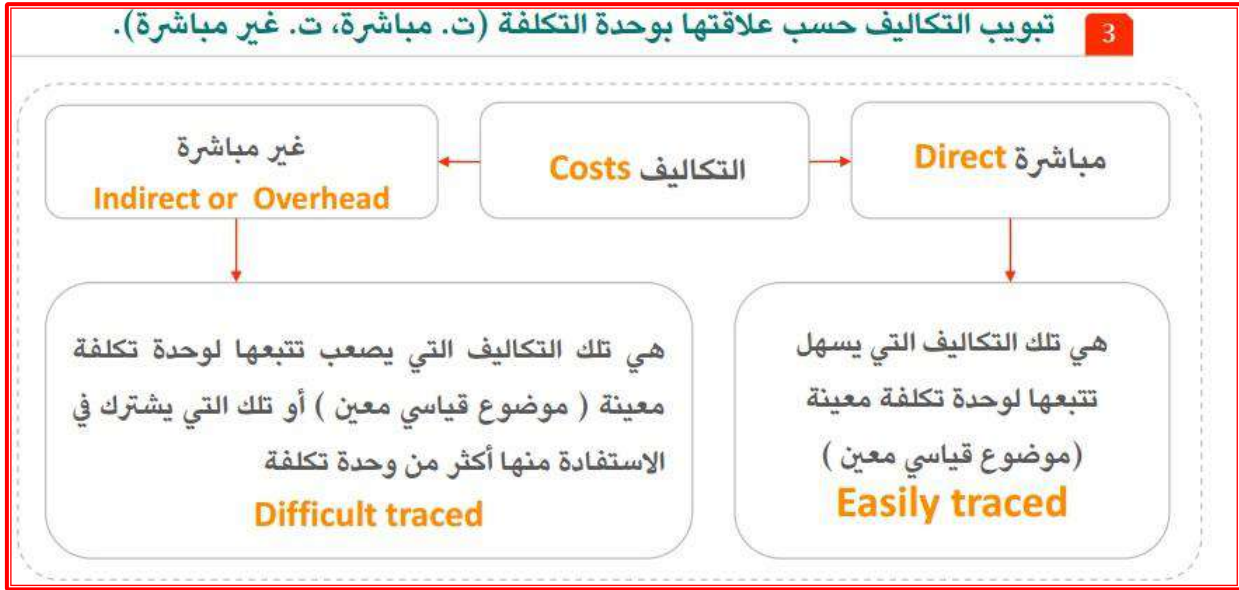 3 تبويب التكاليف حسب علاقتها بوحدة التكلفة (ت. مباشرة، ت. غير مباشرة).
مباشرة Direct
التكاليف Costs
غير مباشرة
Indirect or Overhead
هي تلك التكاليف التي يسهل
تتبعها لوحدة تكلفة معينة
(موضوع قياسي معين )
Easily traced
هي تلك التكاليف التي يصعب تتبعها لوحدة تكلفة
معينة ( موضوع قياسي معين ) أو تلك التي يشترك في
الاستفادة منها أكثر من وحدة تكلفة
Difficult traced